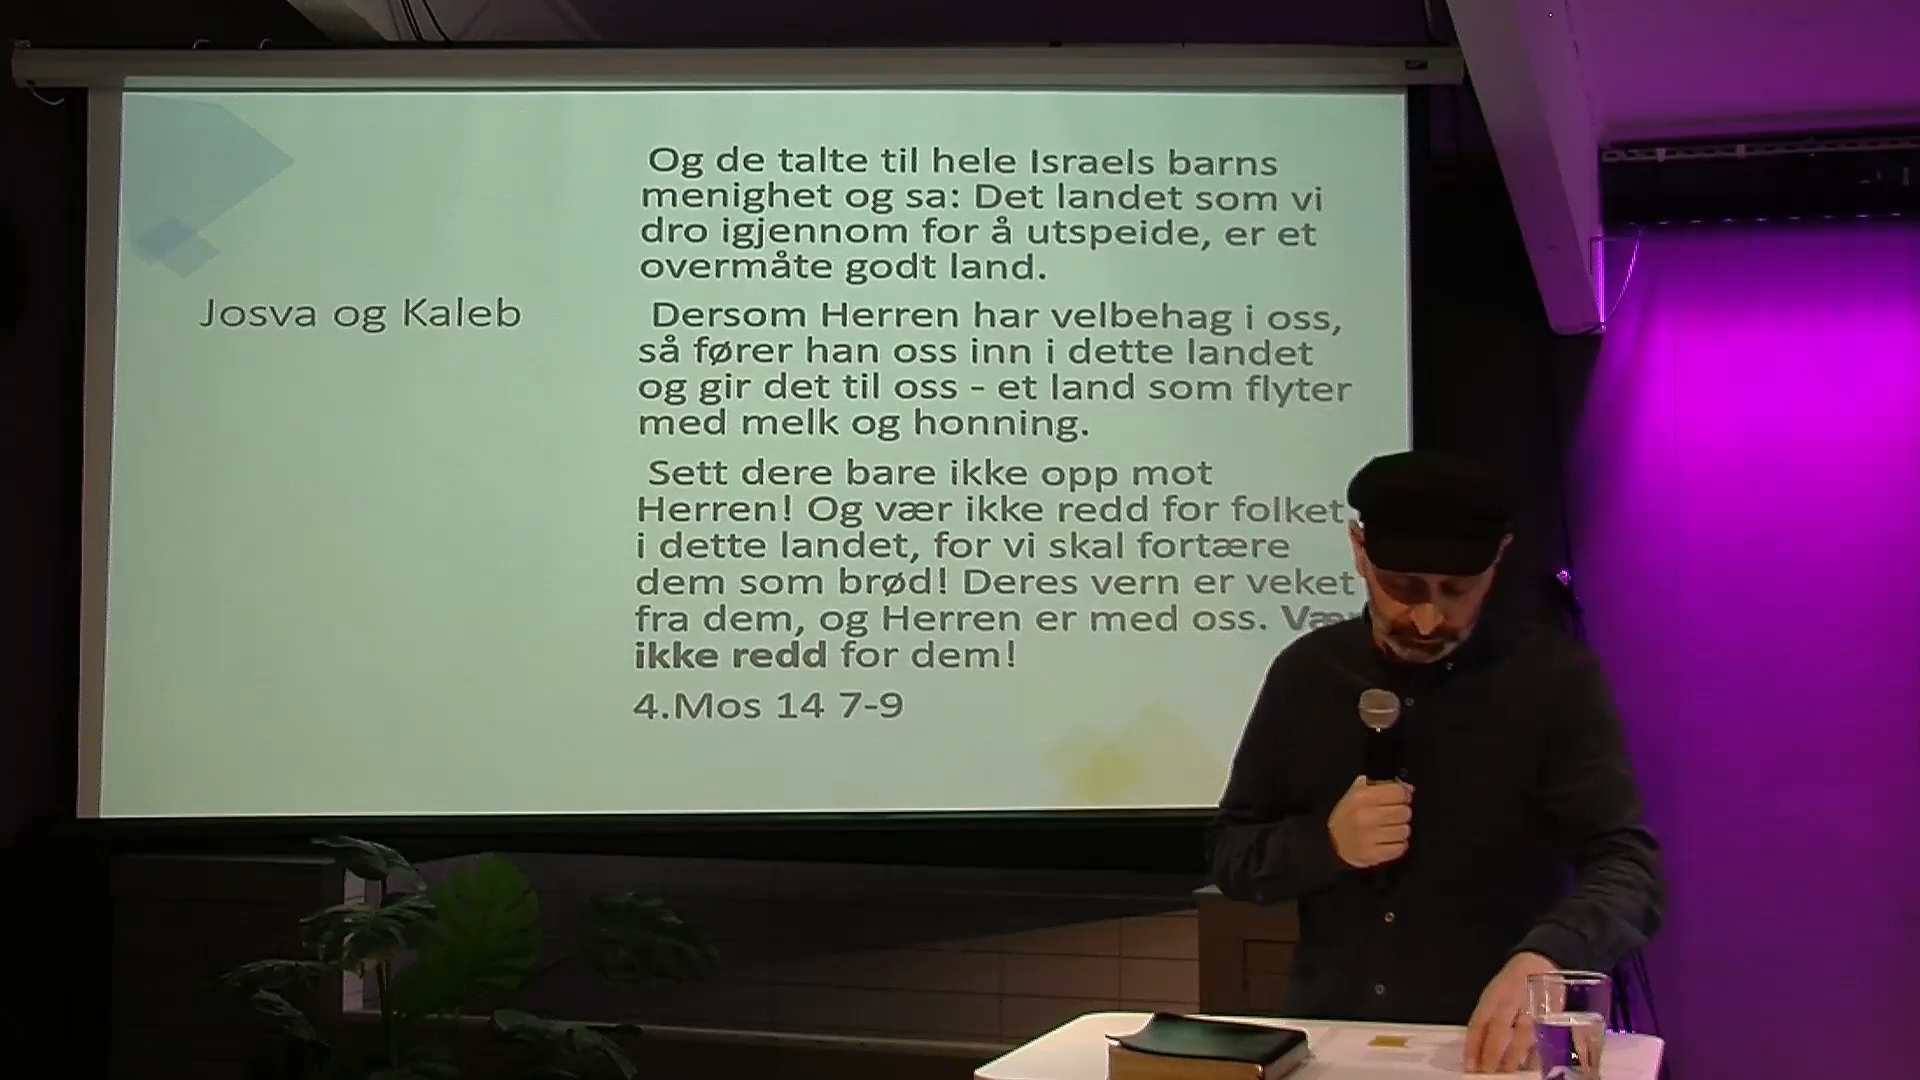 Josva og Kaleb
Og de talte til hele Israels barns
menighet og sa: Det landet som vi
dro igjennom for å utspeide, er et
overmåte godt land.
Dersom Herren har velbehag i oss,
så fører han oss inn i dette landet
og gir det til oss - et land som flyter
med melk og honning.
Sett dere bare ikke opp mot
Herren! Og vær ikke redd for folket
i dette landet, for vi skal fortære
dem som brød! Deres vern er veket
fra dem, og Herren er med oss. Vær
ikke redd for dem!
4.Mos 14 7-9